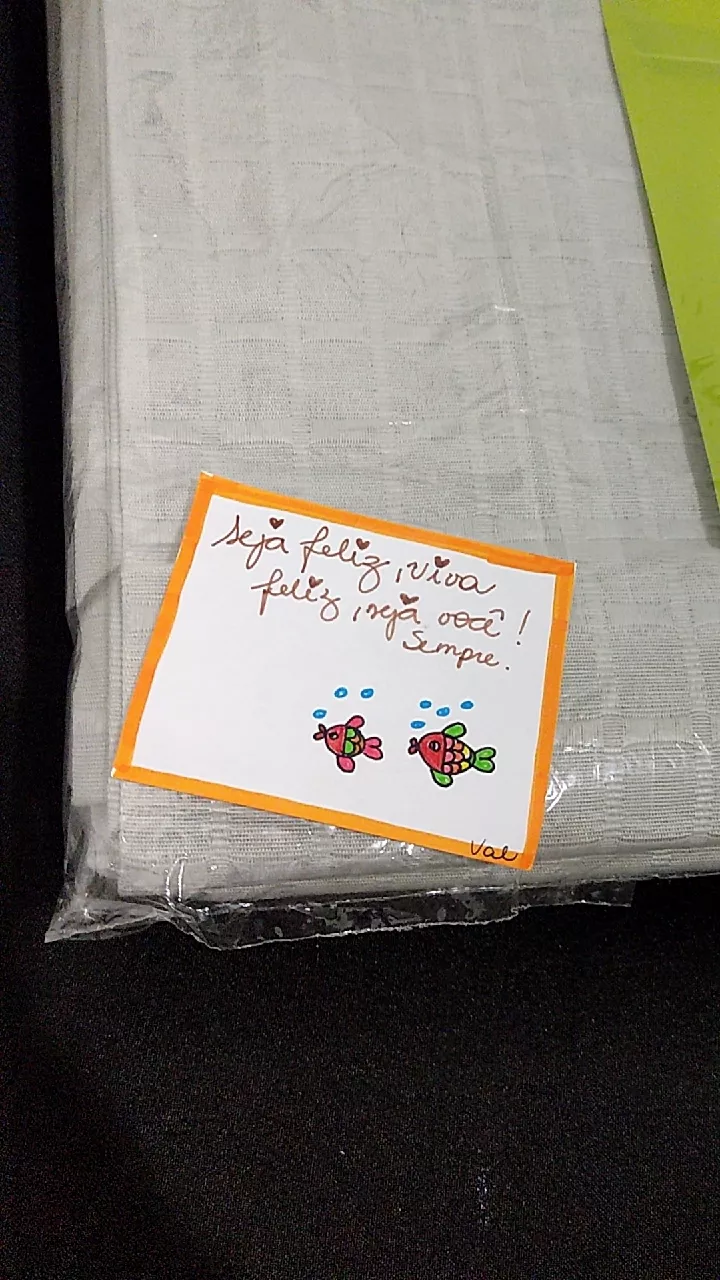 seja feliz, viva
feliz, seja você!
Sempre.
Val